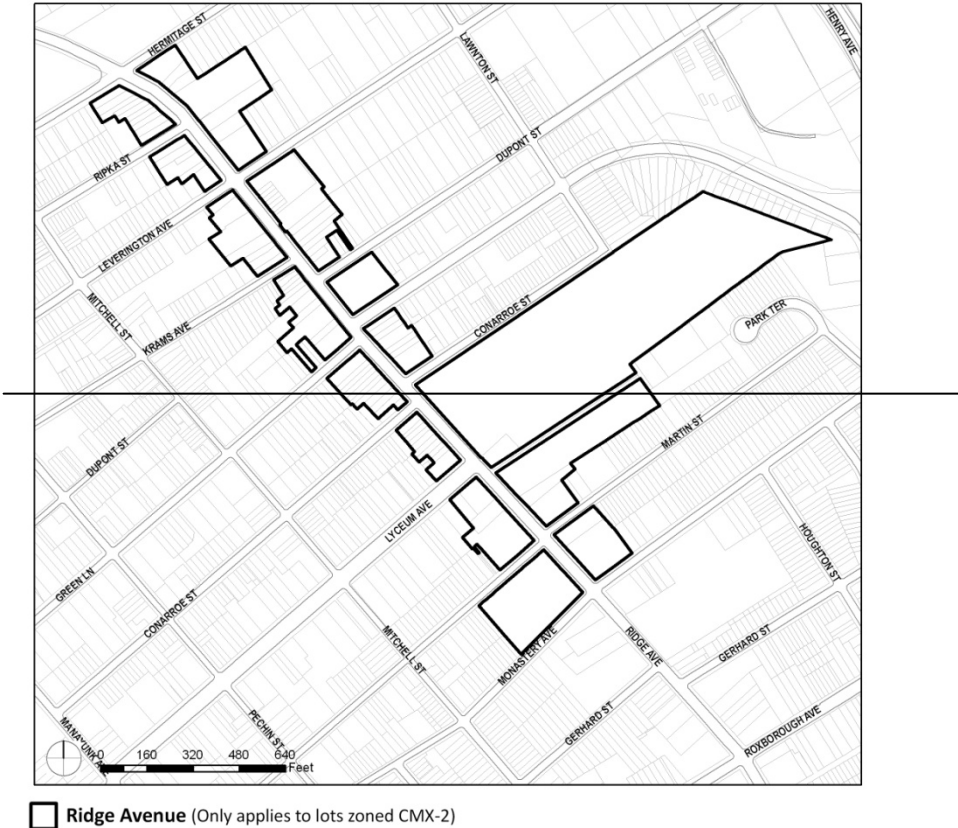 HERMITAGE ST
LAWNTON ST
HENRY AVE
DUPONT ST
RIPKA ST
LEVERINGTON AVE
MITCHELL ST
KRAMS AVE
CONARROE ST
PARK TER
MARTIN ST
DUPONT ST
LYCEUM AVE
HOUGHTON ST
GREEN LN
CONARROE ST
MITCHELL ST
MONASTERY AVE
RIDGE AVE
GERHARD ST
GERHARD ST
PECHIN ST
ROXBOROUGH AVE
MANAYUNK AVE
0 160 320 480 640
Feet
Ridge Avenue (Only applies to lots zoned CMX-2)